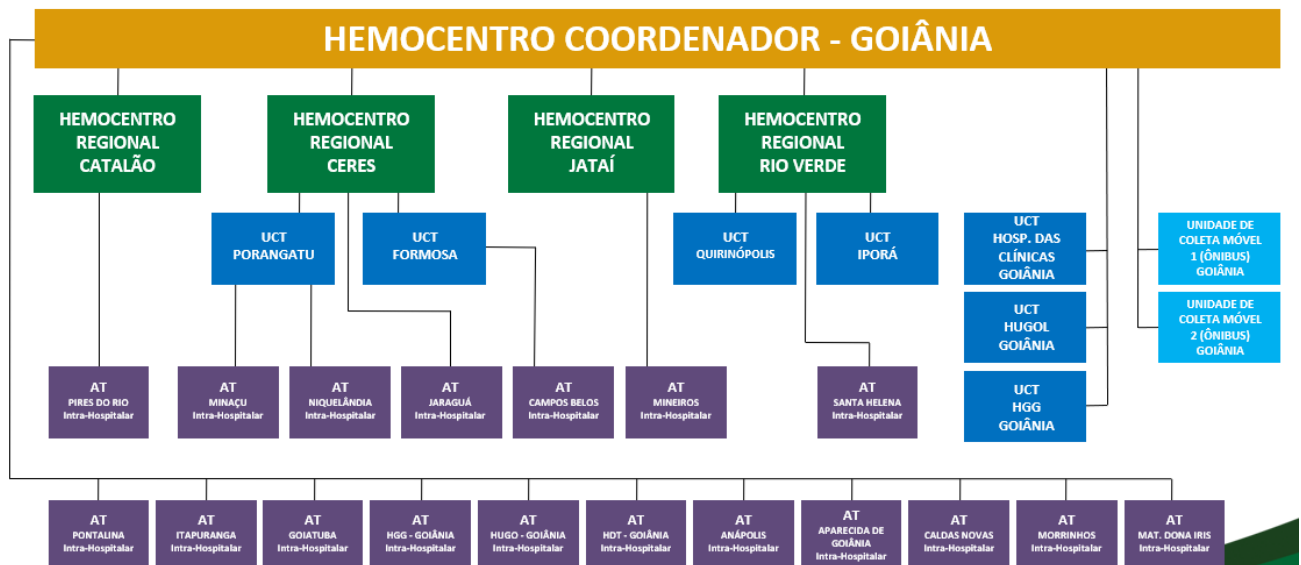 HEMOCENTRO COORDENADOR - GOIÂNIA
HEMOCENTRO
REGIONAL
CATALÃO
HEMOCENTRO
REGIONAL
CERES
HEMOCENTRO
REGIONAL
JATAÍ
HEMOCENTRO
REGIONAL
RIO VERDE
UCT
PORANGATU
UCT
FORMOSA
UCT
QUIRINÓPOLIS
UCT
IPORÁ
UCT
HOSP. DAS
CLÍNICAS
GOIÂNIA
UNIDADE DE
COLETA MÓVEL
1 (ÔNIBUS)
GOIÂNIA
UCT
HUGOL
GOIÂNIA
UNIDADE DE
COLETA MÓVEL
2 (ÔNIBUS)
GOIÂNIA
UCT
HGG
GOIÂNIA
AT
PIRES DO RIO
Intra-Hospitalar
AT
MINAÇU
Intra-Hospitalar
AT
NIQUELÂNDIA
Intra-Hospitalar
AT
JARAGUÁ
Intra-Hospitalar
AT
CAMPOS BELOS
Intra-Hospitalar
AT
MINEIROS
Intra-Hospitalar
AT
SANTA HELENA
Intra-Hospitalar
AT
PONTALINA
Intra-Hospitalar
AT
ITAPURANGA
Intra-Hospitalar
AT
GOIATUBA
Intra-Hospitalar
AT
HGG - GOIÂNIA
Intra-Hospitalar
AT
HUGO - GOIÂNIA
Intra-Hospitalar
AT
HDT - GOIÂNIA
Intra-Hospitalar
AT
ANÁPOLIS
Intra-Hospitalar
AT
APARECIDA DE
GOIÂNIA
Intra-Hospitalar
AT
CALDAS NOVAS
Intra-Hospitalar
AT
MORRINHOS
Intra-Hospitalar
AT
MAT. DONA IRIS
Intra-Hospitalar